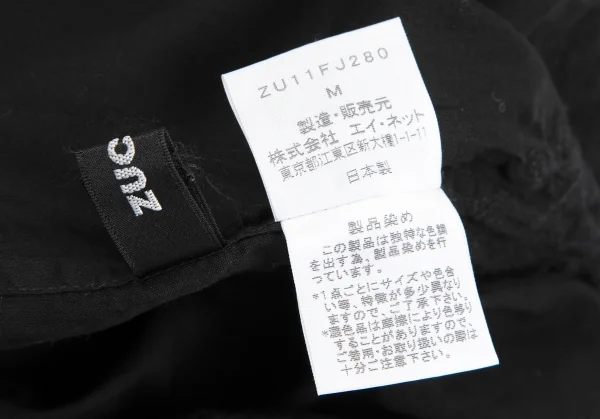 ZUC
ZU11FJ280
M
製造・販売元
株式会社 エイ・ネット
東京都江東区新大橋1-1-11
日本製
製品染め
この製品は独特な色調
を出す為、製品染めを行
っています。
*1点ごとにサイズや色合
い等、特徴が多少異なり
ますので、ご了承下さい。
*濃色品は摩擦により色移り
することがありますので、
ご着用・お取り扱いの際は
十分ご注意下さい。